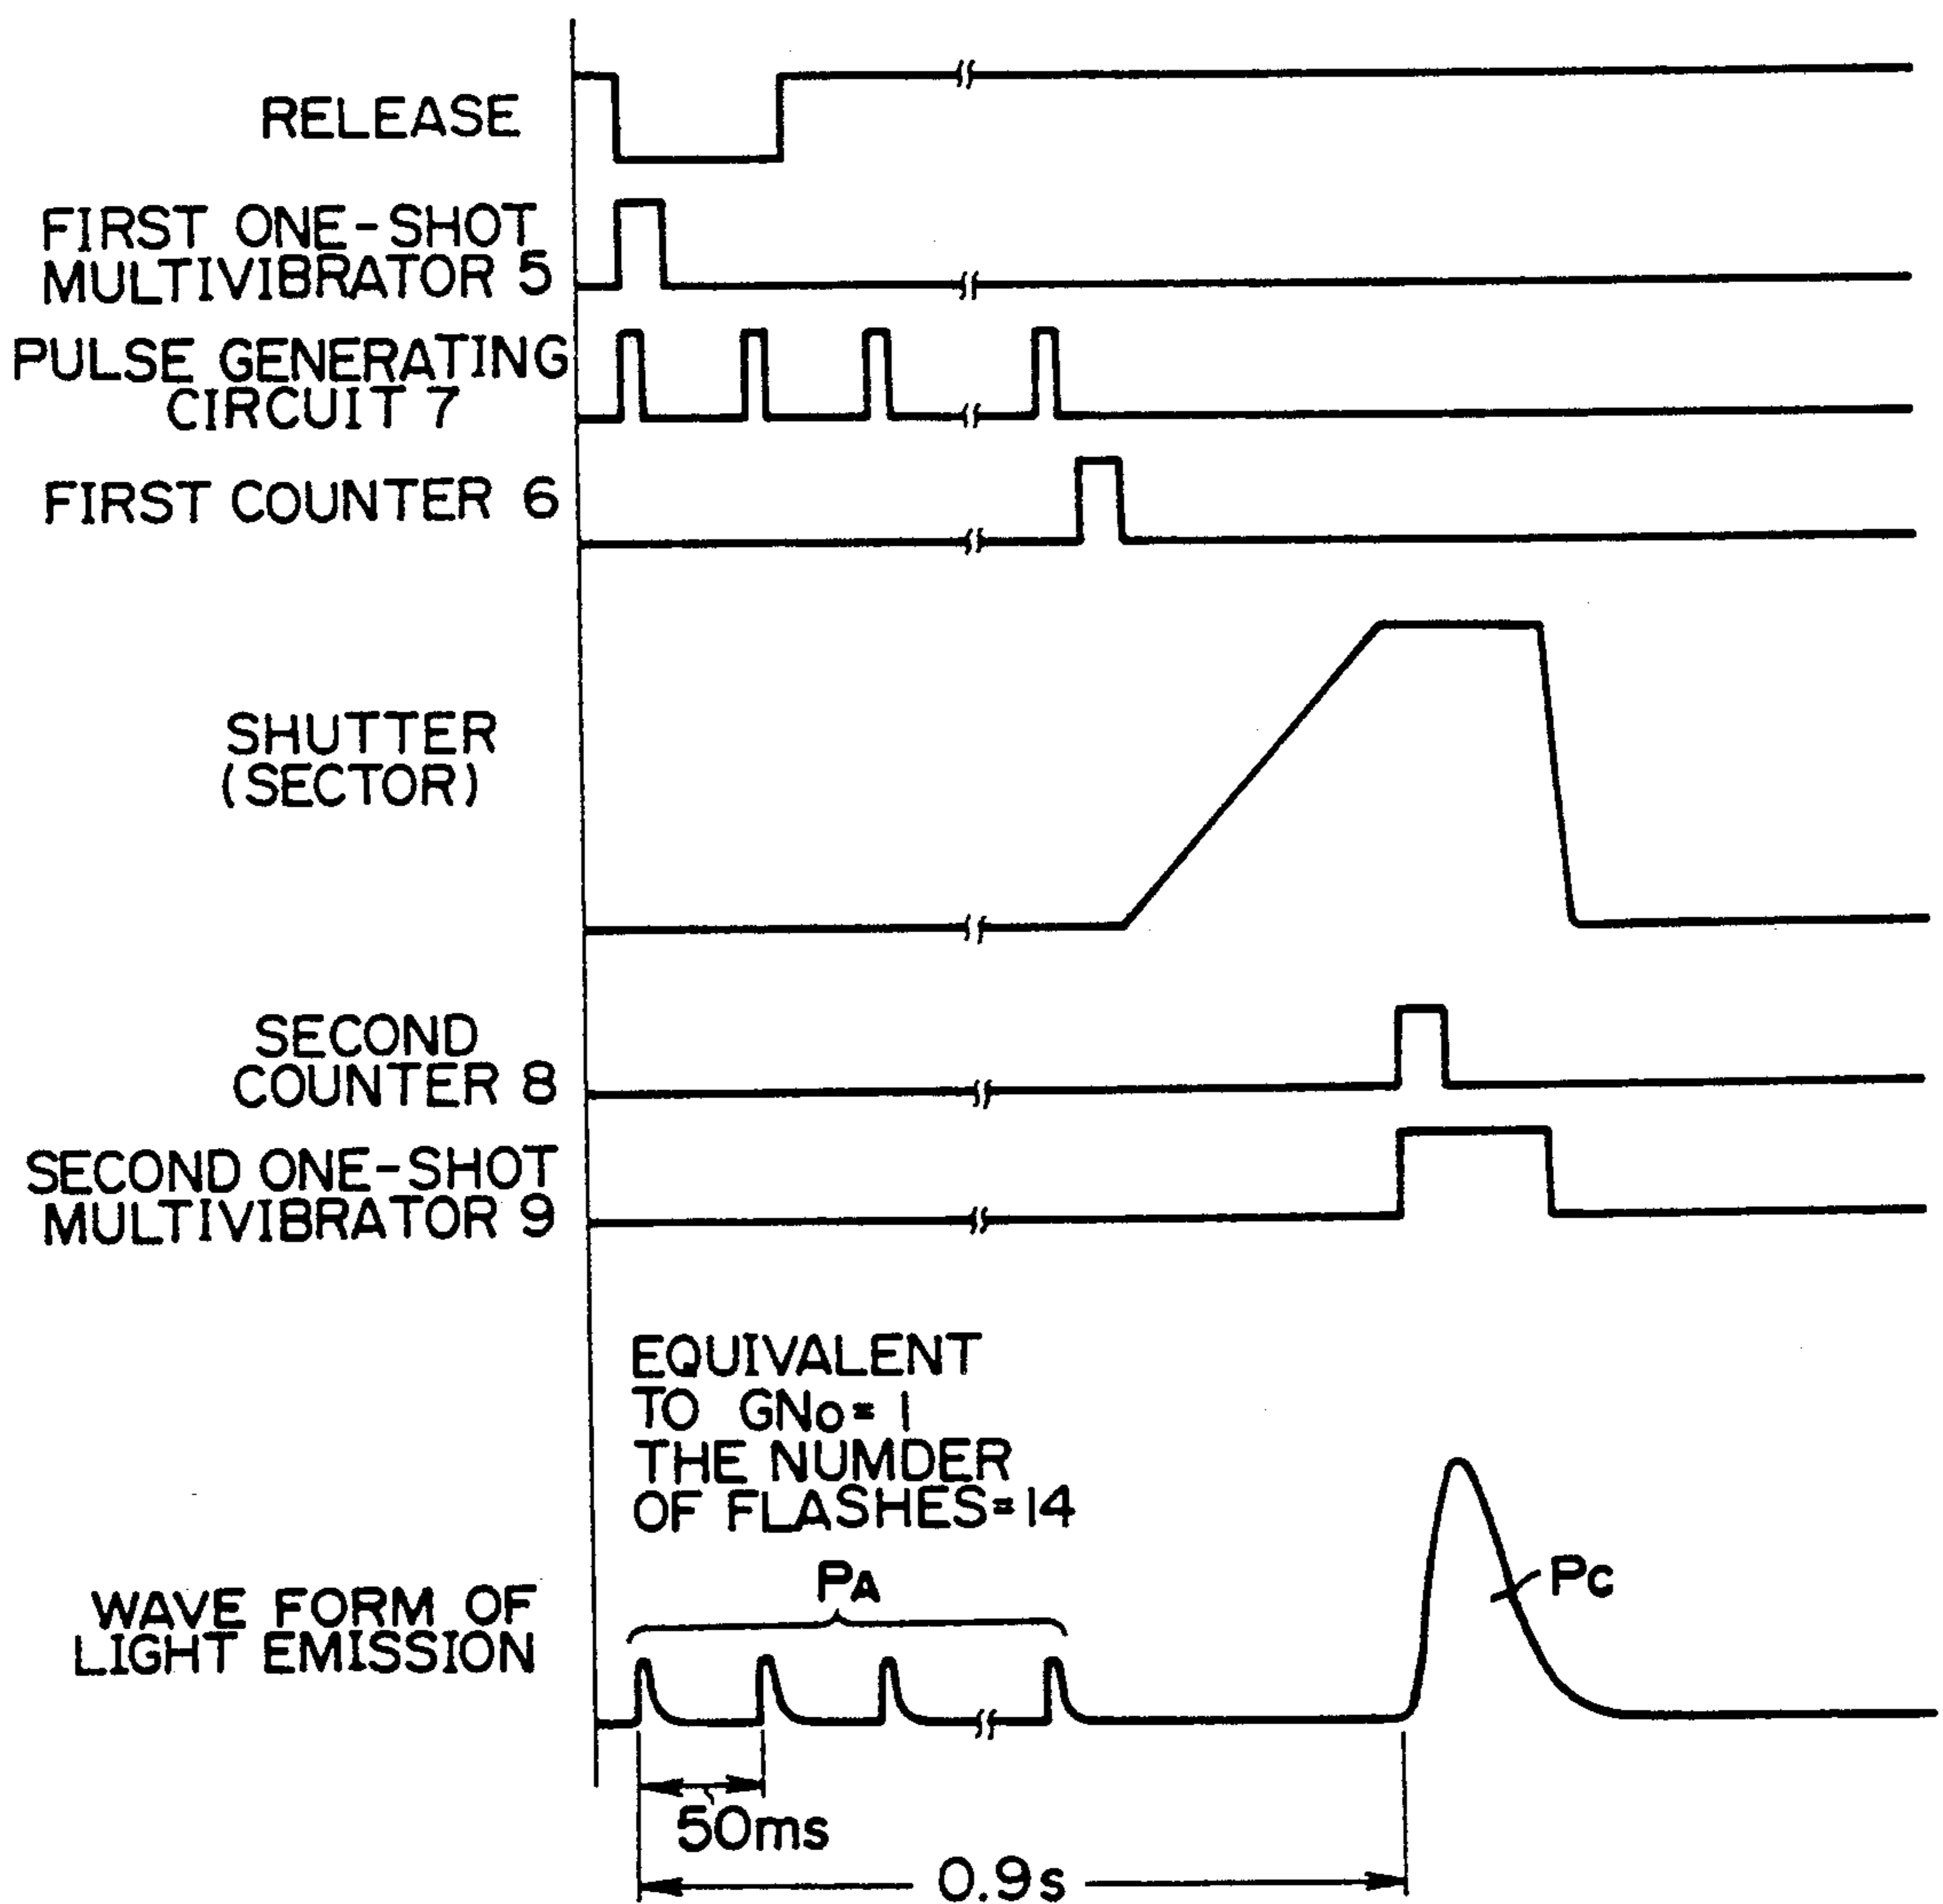 RELEASE
FIRST ONE-SHOT
MULTIVIBRATOR 5
PULSE GENERATING
CIRCUIT 7
FIRST COUNTER 6
SHUTTER
(SECTOR)
SECOND
COUNTER 8
SECOND ONE-SHOT
MULTIVIBRATOR 9
EQUIVALENT
TO GNo=1
THE NUMDER
OF FLASHES=14
PA
PC
WAVE FORM OF
LIGHT EMISSION
50ms
0.9s